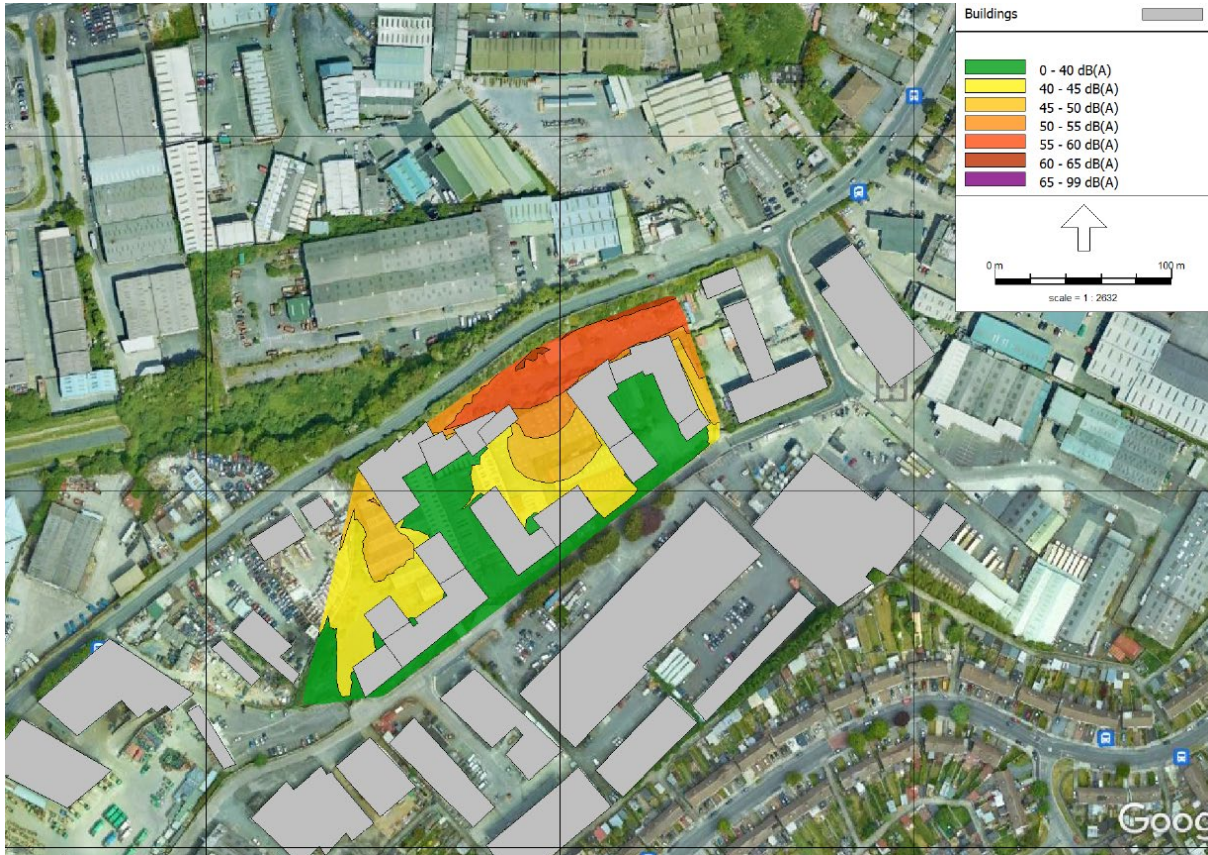 Buildings
0 - 40 dB(A)
40 - 45 dB(A)
45 - 50 dB(A)
50 - 55 dB(A)
55 - 60 dB(A)
60 - 65 dB(A)
65 - 99 dB(A)
0 m 100 m
scale = 1 : 2632
Goog